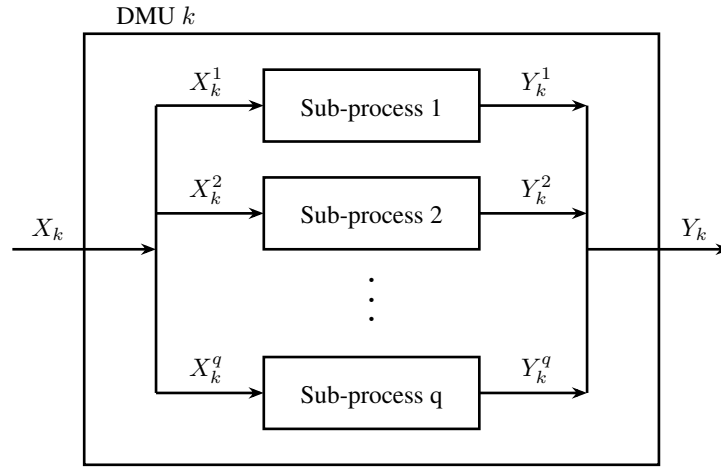 DMU k
X_k^1 Sub-process 1 Y_k^1
X_k^2 Sub-process 2 Y_k^2
X_k Y_k
X_k^q Sub-process q Y_k^q